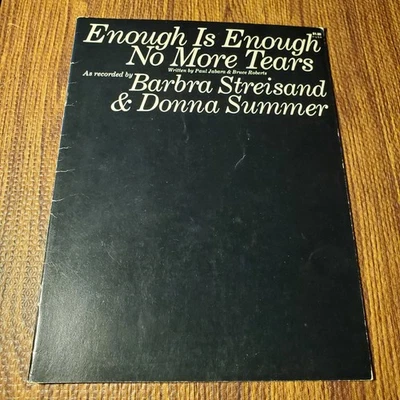 Enough Is Enough
No More Tears
Written by Paul Jabara & Bruce Roberts
As recorded by Barbra Streisand
& Donna Summer